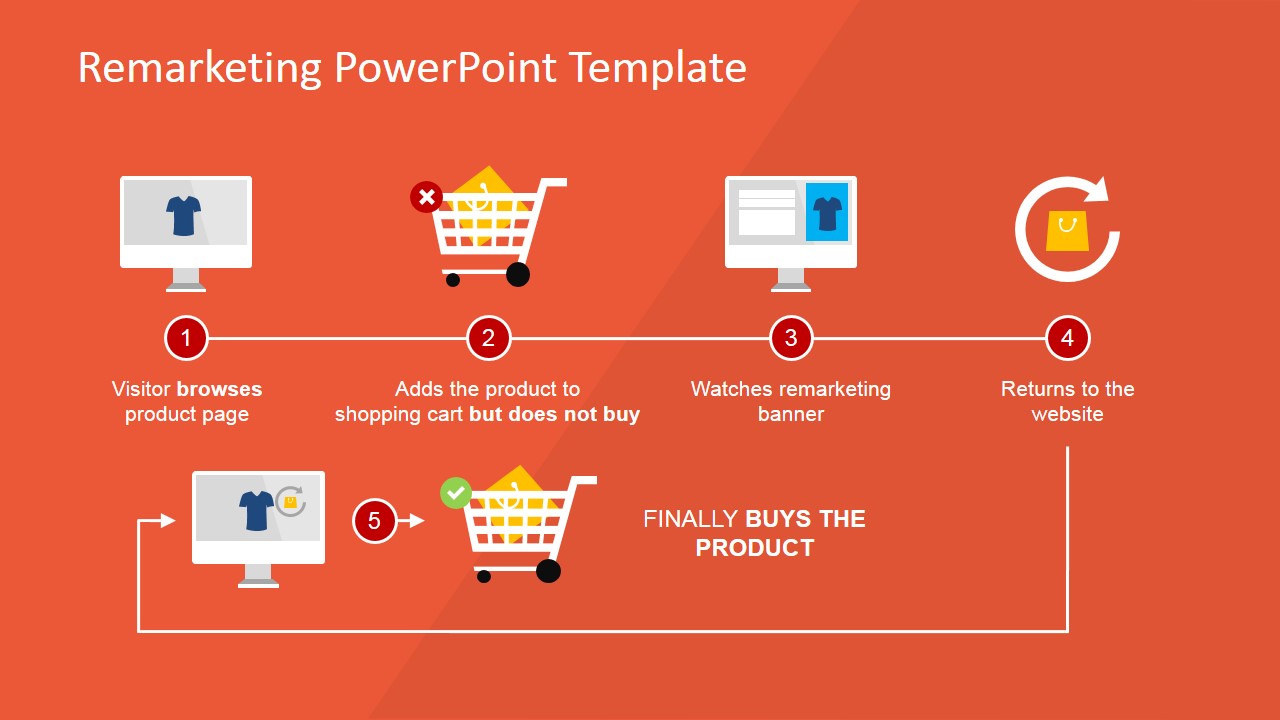 Remarketing PowerPoint Template
1
2
3
4
Visitor browses
product page
Adds the product to
shopping cart but does not buy
Watches remarketing
banner
Returns to the
website
5
FINALLY BUYS THE
PRODUCT